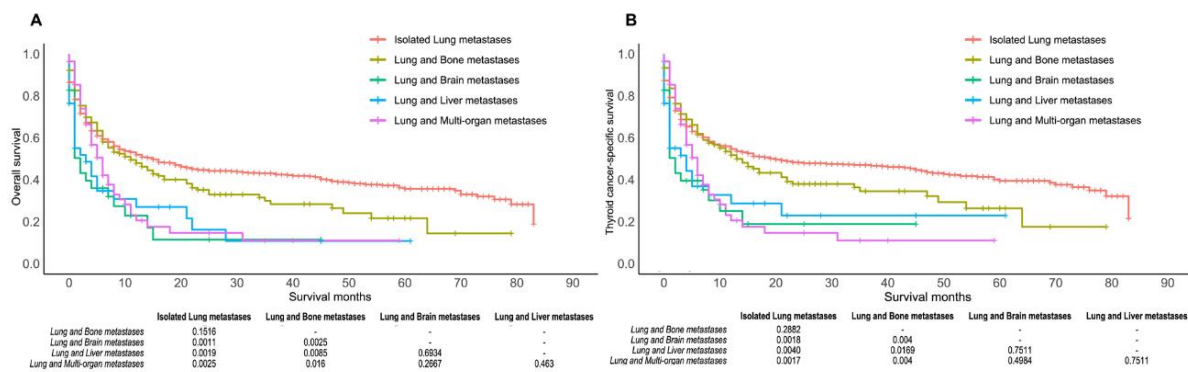 A
Isolated Lung metastases
Lung and Bone metastases
Lung and Brain metastases
Lung and Liver metastases
Lung and Multi-organ metastases
Overall survival
1.0
0.8
0.6
0.4
0.2
0.0
0 10 20 30 40 50 60 70 80 90
Survival months
Isolated Lung metastases Lung and Bone metastases Lung and Brain metastases Lung and Liver metastases
Lung and Bone metastases 0.1516 - - -
Lung and Brain metastases 0.0011 0.0025 - -
Lung and Liver metastases 0.0019 0.0085 0.6934 -
Lung and Multi-organ metastases 0.0025 0.016 0.2667 0.463
B
Isolated Lung metastases
Lung and Bone metastases
Lung and Brain metastases
Lung and Liver metastases
Lung and Multi-organ metastases
Thyroid cancer-specific survival
1.0
0.8
0.6
0.4
0.2
0.0
0 10 20 30 40 50 60 70 80 90
Survival months
Isolated Lung metastases Lung and Bone metastases Lung and Brain metastases Lung and Liver metastases
Lung and Bone metastases 0.2882 - - -
Lung and Brain metastases 0.0018 0.004 - -
Lung and Liver metastases 0.0040 0.0169 0.7511 -
Lung and Multi-organ metastases 0.0017 0.004 0.4984 0.7511